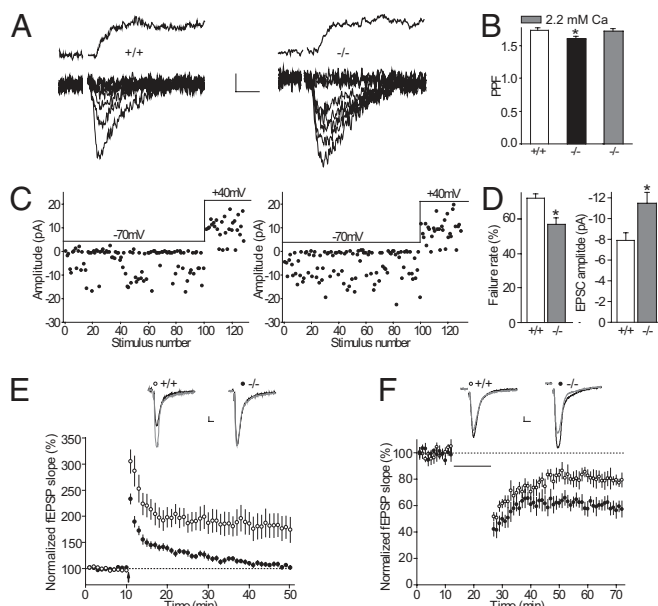 A
+/+
-/-
B
2.2 mM Ca
PPF
1.5
1.0
0.5
0.0
*
+/+ -/- -/-
C
Amplitude (pA)
20
10
0
-10
-20
-30
-70mV
+40mV
0 20 40 60 80 100 120
Stimulus number
Amplitude (pA)
20
10
0
-10
-20
-30
-70mV
+40mV
0 20 40 60 80 100 120
Stimulus number
D
Failure rate (%)
60
40
20
0
*
+/+ -/-
EPSC amplitde (pA)
-12
-10
-8
-6
-4
-2
0
*
+/+ -/-
E
+/+
-/-
Normalized fEPSP slope (%)
350
300
250
200
150
100
0 10 20 30 40 50
Time (min)
F
+/+
-/-
Normalized fEPSP slope (%)
100
80
60
40
20
0
0 10 20 30 40 50 60 70
Time (min)